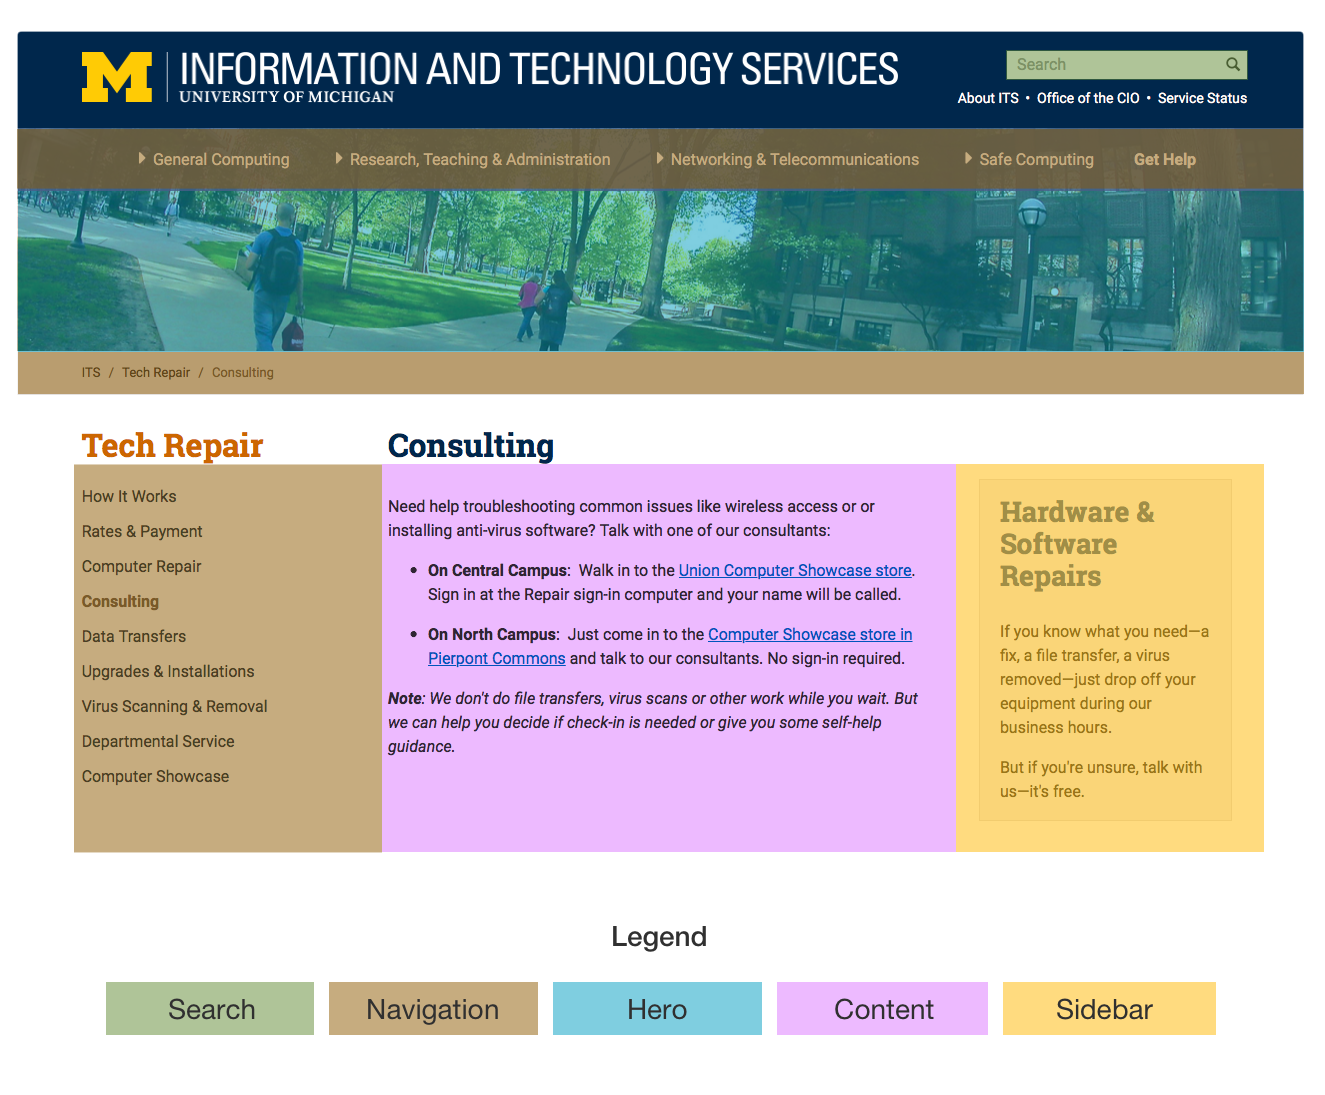 M
INFORMATION AND TECHNOLOGY SERVICES
UNIVERSITY OF MICHIGAN
Search
About ITS • Office of the CIO • Service Status
General Computing
Research, Teaching & Administration
Networking & Telecommunications
Safe Computing
Get Help
ITS / Tech Repair / Consulting
Tech Repair
How It Works
Rates & Payment
Computer Repair
Consulting
Data Transfers
Upgrades & Installations
Virus Scanning & Removal
Departmental Service
Computer Showcase
Consulting
Need help troubleshooting common issues like wireless access or or
installing anti-virus software? Talk with one of our consultants:
• On Central Campus: Walk in to the Union Computer Showcase store.
Sign in at the Repair sign-in computer and your name will be called.
• On North Campus: Just come in to the Computer Showcase store in
Pierpont Commons and talk to our consultants. No sign-in required.
Note: We don't do file transfers, virus scans or other work while you wait. But
we can help you decide if check-in is needed or give you some self-help
guidance.
Hardware &
Software
Repairs
If you know what you need—a
fix, a file transfer, a virus
removed—just drop off your
equipment during our
business hours.
But if you're unsure, talk with
us—it's free.
Legend
Search
Navigation
Hero
Content
Sidebar